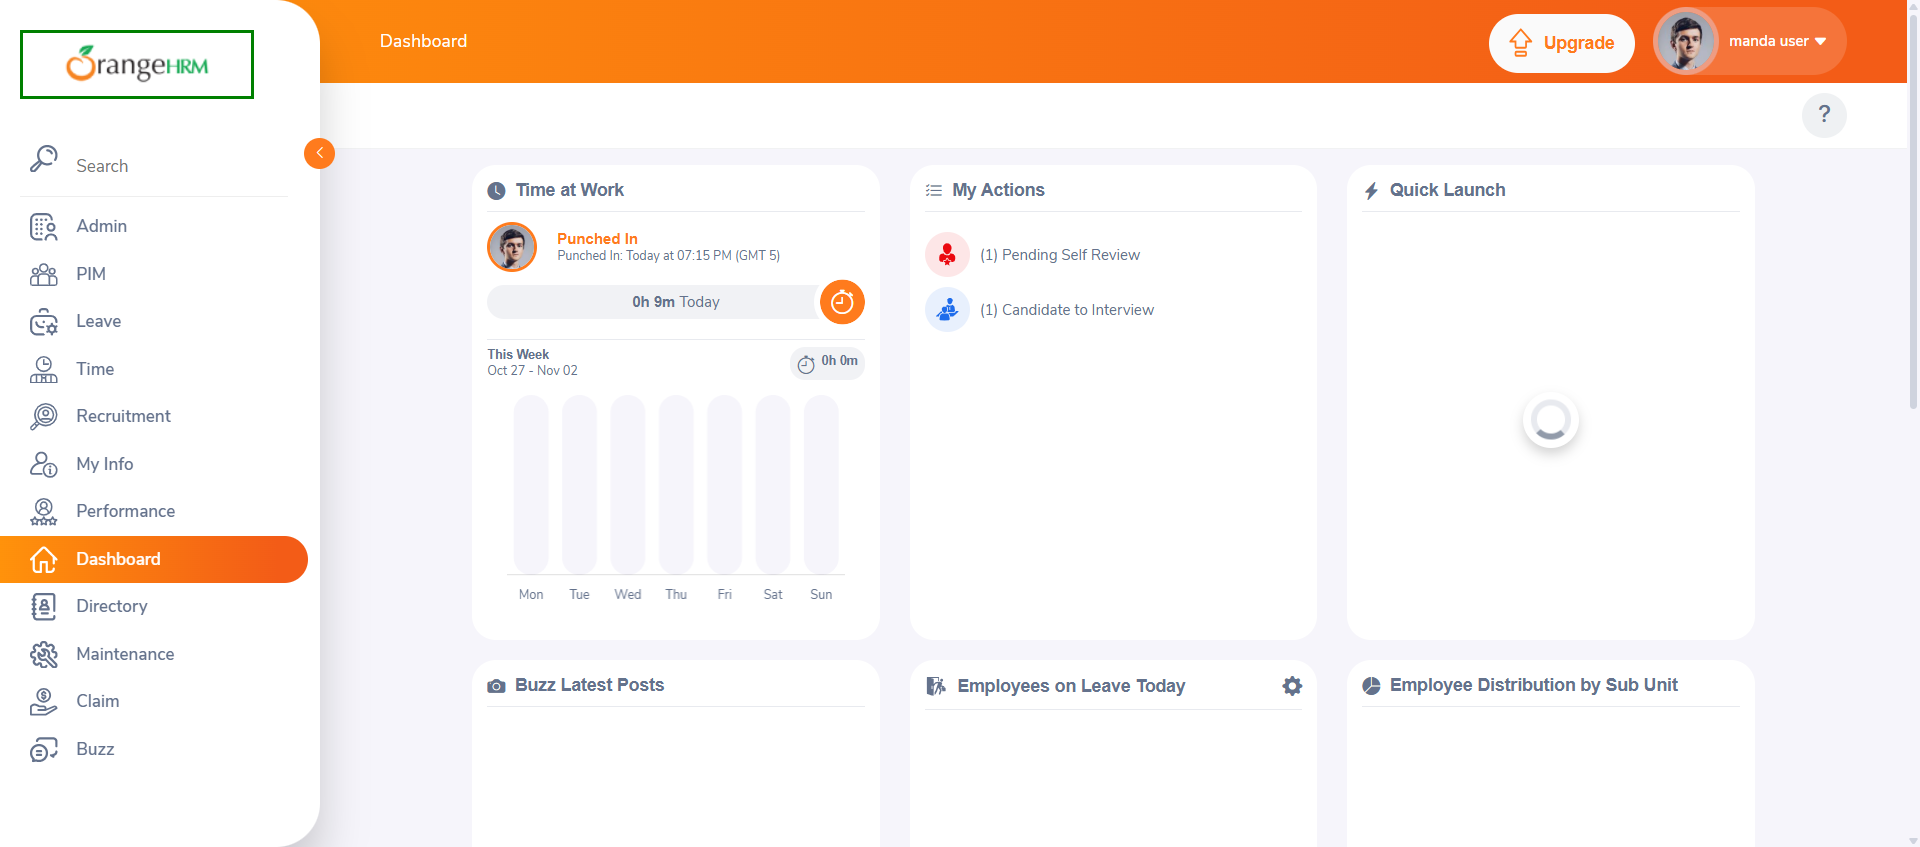 OrangeHRM
Dashboard
Upgrade
manda user
?
Search
Admin
PIM
Leave
Time
Recruitment
My Info
Performance
Dashboard
Directory
Maintenance
Claim
Buzz
Time at Work
Punched In
Punched In: Today at 07:15 PM (GMT 5)
0h 9m Today
This Week
Oct 27 - Nov 02
0h 0m
Mon Tue Wed Thu Fri Sat Sun
My Actions
(1) Pending Self Review
(1) Candidate to Interview
Quick Launch
Buzz Latest Posts
Employees on Leave Today
Employee Distribution by Sub Unit